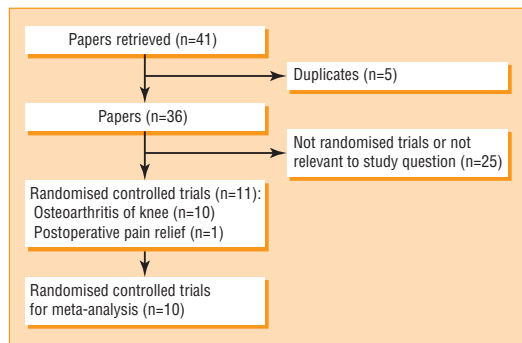 Papers retrieved (n=41)
Duplicates (n=5)
Papers (n=36)
Not randomised trials or not
relevant to study question (n=25)
Randomised controlled trials (n=11):
Osteoarthritis of knee (n=10)
Postoperative pain relief (n=1)
Randomised controlled trials
for meta-analysis (n=10)